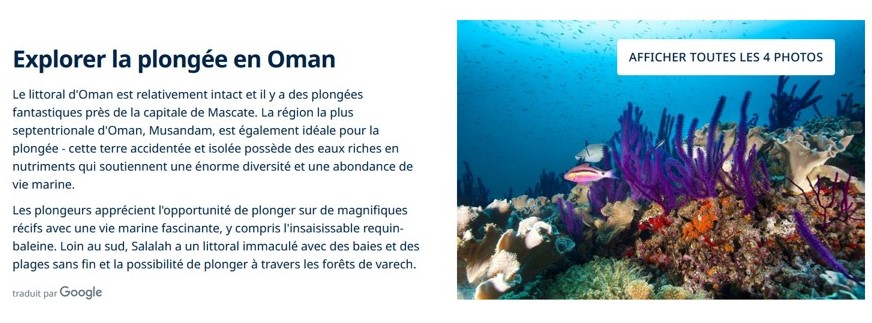 Explorer la plongée en Oman
Le littoral d'Oman est relativement intact et il y a des plongées
fantastiques près de la capitale de Mascate. La région la plus
septentrionale d'Oman, Musandam, est également idéale pour la
plongée - cette terre accidentée et isolée possède des eaux riches en
nutriments qui soutiennent une énorme diversité et une abondance de
vie marine.
Les plongeurs apprécient l'opportunité de plonger sur de magnifiques
récifs avec une vie marine fascinante, y compris l'insaisissable requin-
baleine. Loin au sud, Salalah a un littoral immaculé avec des baies et des
plages sans fin et la possibilité de plonger à travers les forêts de varech.
traduit par Google
AFFICHER TOUTES LES 4 PHOTOS